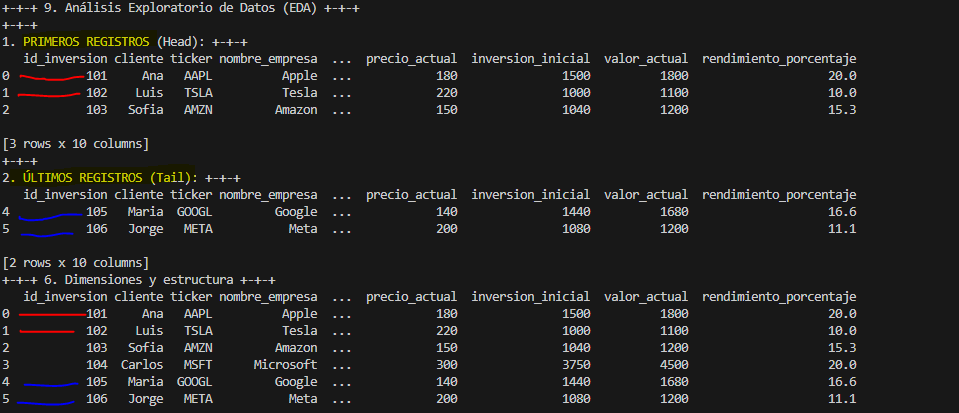 +-+-+ 9. Análisis Exploratorio de Datos (EDA) +-+-+
+-+-+
1. PRIMEROS REGISTROS (Head): +-+-+
   id_inversion cliente ticker nombre_empresa  ...  precio_actual  inversion_inicial  valor_actual  rendimiento_porcentaje
0           101     Ana   AAPL          Apple  ...            180               1500          1800                    20.0
1           102    Luis   TSLA          Tesla  ...            220               1000          1100                    10.0
2           103   Sofia   AMZN         Amazon  ...            150               1040          1200                    15.3
[3 rows x 10 columns]
+-+-+
2. ÚLTIMOS REGISTROS (Tail): +-+-+
   id_inversion cliente ticker nombre_empresa  ...  precio_actual  inversion_inicial  valor_actual  rendimiento_porcentaje
4           105   Maria  GOOGL         Google  ...            140               1440          1680                    16.6
5           106   Jorge   META           Meta  ...            200               1080          1200                    11.1
[2 rows x 10 columns]
+-+-+ 6. Dimensiones y estructura +-+-+
   id_inversion cliente ticker nombre_empresa  ...  precio_actual  inversion_inicial  valor_actual  rendimiento_porcentaje
0           101     Ana   AAPL          Apple  ...            180               1500          1800                    20.0
1           102    Luis   TSLA          Tesla  ...            220               1000          1100                    10.0
2           103   Sofia   AMZN         Amazon  ...            150               1040          1200                    15.3
3           104  Carlos   MSFT      Microsoft  ...            300               3750          4500                    20.0
4           105   Maria  GOOGL         Google  ...            140               1440          1680                    16.6
5           106   Jorge   META           Meta  ...            200               1080          1200                    11.1